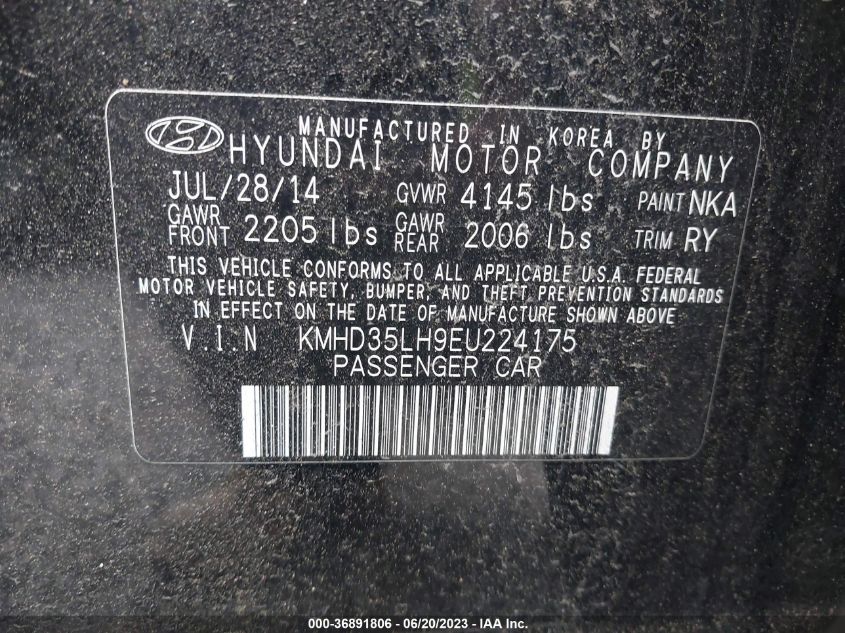 MANUFACTURED IN KOREA BY
HYUNDAI MOTOR COMPANY
JUL/28/14 GVWR 4145 lbs PAINT NKA
GAWR FRONT 2205 lbs GAWR REAR 2006 lbs TRIM RY
THIS VEHICLE CONFORMS TO ALL APPLICABLE U.S.A. FEDERAL
MOTOR VEHICLE SAFETY, BUMPER, AND THEFT PREVENTION STANDARDS
IN EFFECT ON THE DATE OF MANUFACTURE SHOWN ABOVE
V.I.N KMHD35LH9EU224175
PASSENGER CAR
000-36891806 - 06/20/2023 - IAA, Inc.